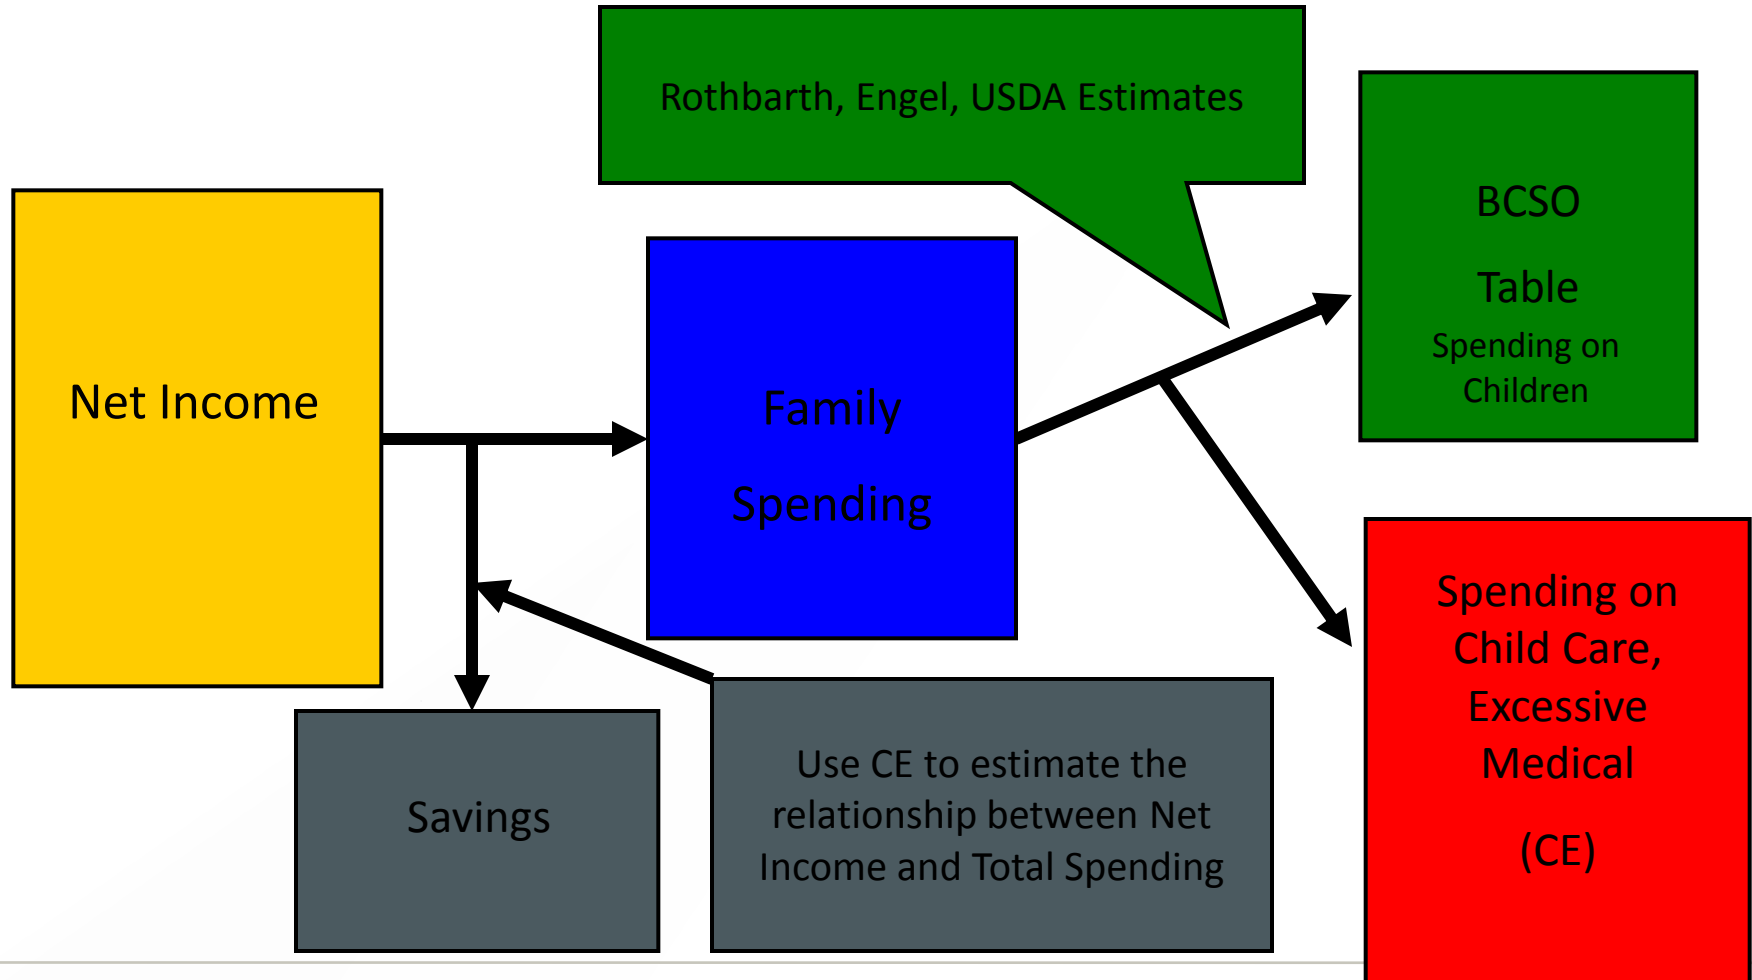 Rothbarth, Engel, USDA Estimates
BCSO
Table
Spending on
Children
Net Income
Family
Spending
Spending on
Child Care,
Excessive
Medical
(CE)
Savings
Use CE to estimate the
relationship between Net
Income and Total Spending